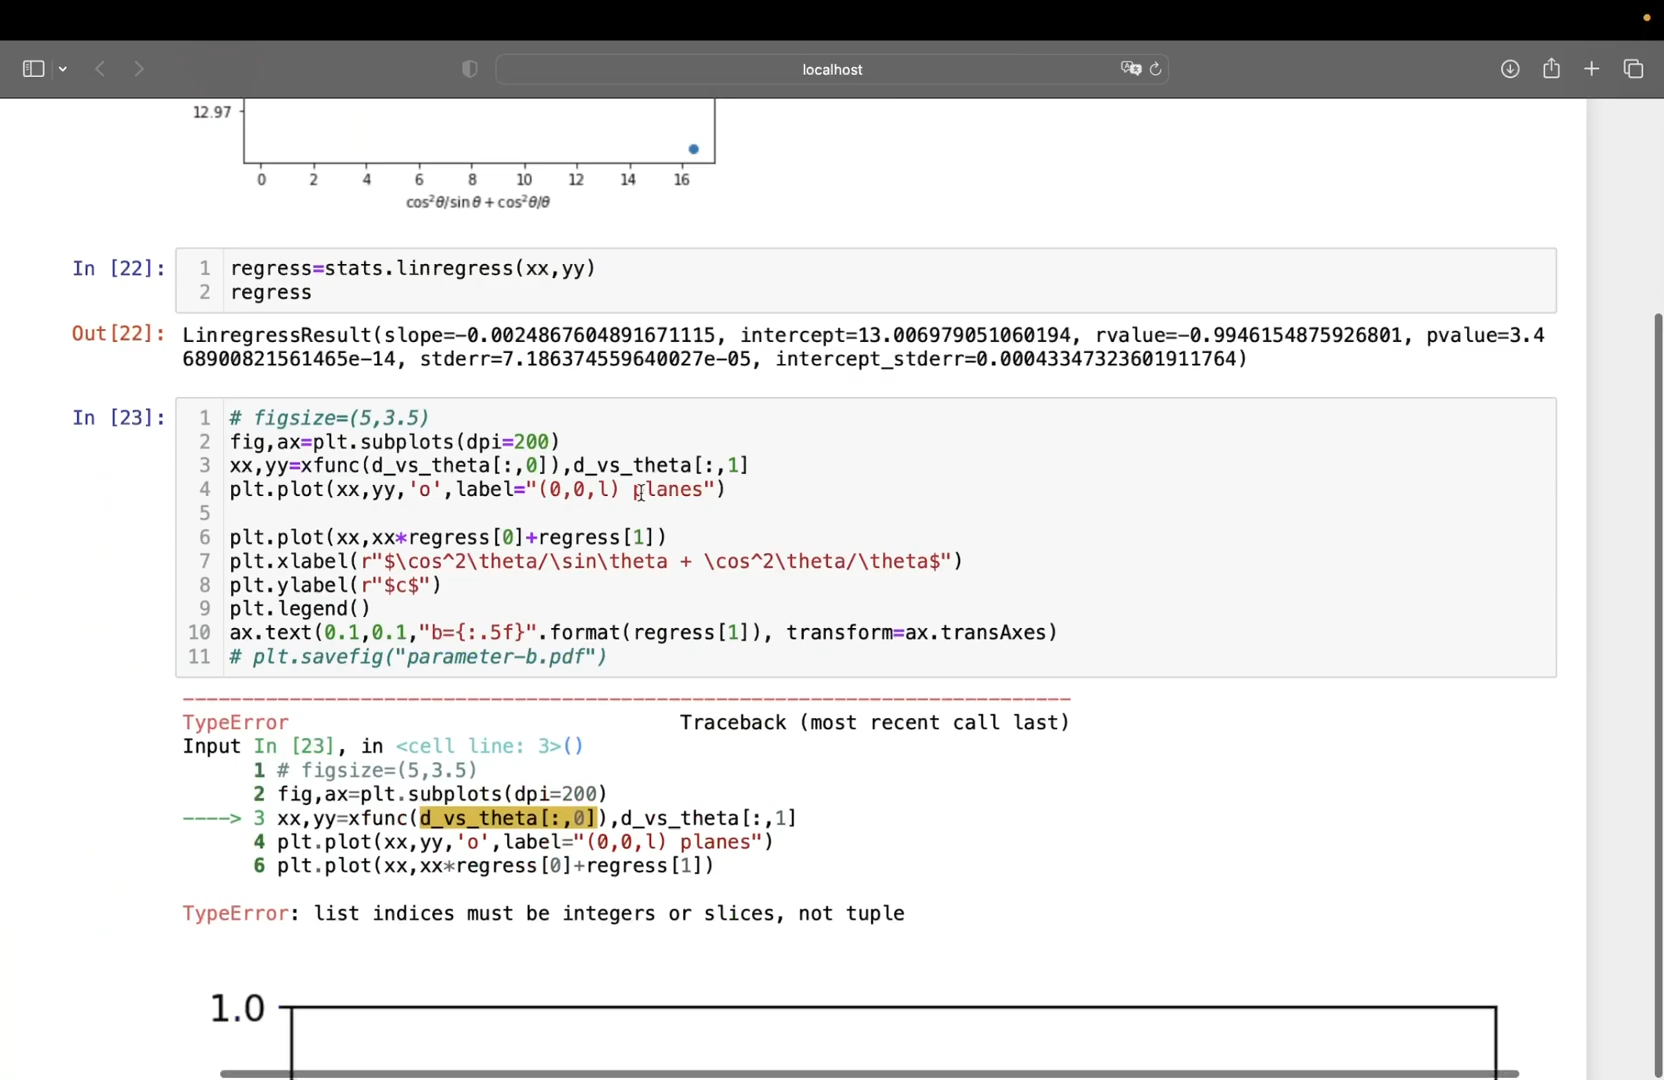 localhost
12.97
0 2 4 6 8 10 12 14 16
cos²θ/sin θ + cos²θ/θ
In [22]:
1 regress=stats.linregress(xx,yy)
2 regress
Out[22]:
LinregressResult(slope=-0.0024867604891671115, intercept=13.006979051060194, rvalue=-0.9946154875926801, pvalue=3.4
68900821561465e-14, stderr=7.186374559640027e-05, intercept_stderr=0.00043347323601911764)
In [23]:
1 # figsize=(5,3.5)
2 fig,ax=plt.subplots(dpi=200)
3 xx,yy=xfunc(d_vs_theta[:,0]),d_vs_theta[:,1]
4 plt.plot(xx,yy,'o',label="(0,0,l) planes")
5
6 plt.plot(xx,xx*regress[0]+regress[1])
7 plt.xlabel(r"$\cos^2\theta/\sin\theta + \cos^2\theta/\theta$")
8 plt.ylabel(r"$c$")
9 plt.legend()
10 ax.text(0.1,0.1,"b={:.5f}".format(regress[1]), transform=ax.transAxes)
11 # plt.savefig("parameter-b.pdf")
TypeError Traceback (most recent call last)
Input In [23], in <cell line: 3>()
1 # figsize=(5,3.5)
2 fig,ax=plt.subplots(dpi=200)
----> 3 xx,yy=xfunc(d_vs_theta[:,0]),d_vs_theta[:,1]
4 plt.plot(xx,yy,'o',label="(0,0,l) planes")
6 plt.plot(xx,xx*regress[0]+regress[1])
TypeError: list indices must be integers or slices, not tuple
1.0